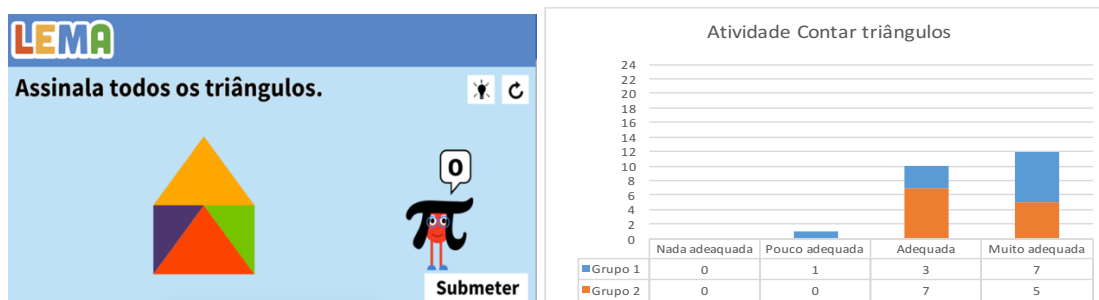 LEMA
Assinala todos os triângulos.
0
Submeter
Atividade Contar triângulos
24
22
20
18
16
14
12
10
8
6
4
2
0
Nada adeaquada Pouco adequada Adequada Muito adequada
Grupo 1 0 1 3 7
Grupo 2 0 0 7 5